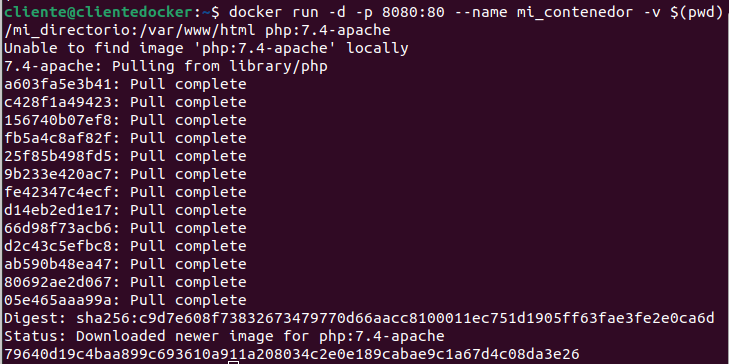 cliente@clientedocker:~$ docker run -d -p 8080:80 --name mi_contenedor -v $(pwd)
/mi_directorio:/var/www/html php:7.4-apache
Unable to find image 'php:7.4-apache' locally
7.4-apache: Pulling from library/php
a603fa5e3b41: Pull complete
c428f1a49423: Pull complete
156740b07ef8: Pull complete
fb5a4c8af82f: Pull complete
25f85b498fd5: Pull complete
9b233e420ac7: Pull complete
fe42347c4ecf: Pull complete
d14eb2ed1e17: Pull complete
66d98f73acb6: Pull complete
d2c43c5efbc8: Pull complete
ab590b48ea47: Pull complete
80692ae2d067: Pull complete
05e465aaa99a: Pull complete
Digest: sha256:c9d7e608f73832673479770d66aacc8100011ec751d1905ff63fae3fe2e0ca6d
Status: Downloaded newer image for php:7.4-apache
79640d19c4baa899c693610a911a208034c2e0e189cabae9c1a67d4c08da3e26